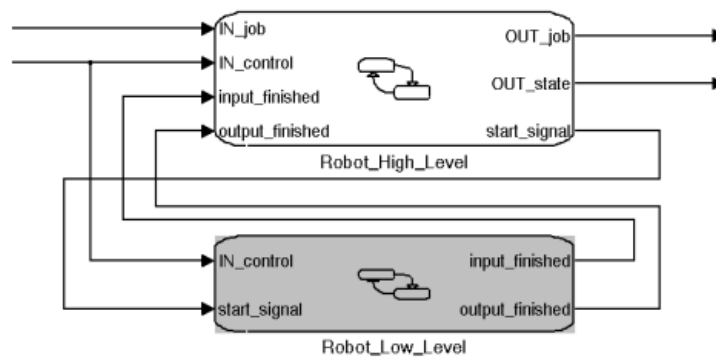 IN_job
OUT_job
IN_control
OUT_state
input_finished
output_finished
start_signal
Robot_High_Level
IN_control
input_finished
start_signal
output_finished
Robot_Low_Level